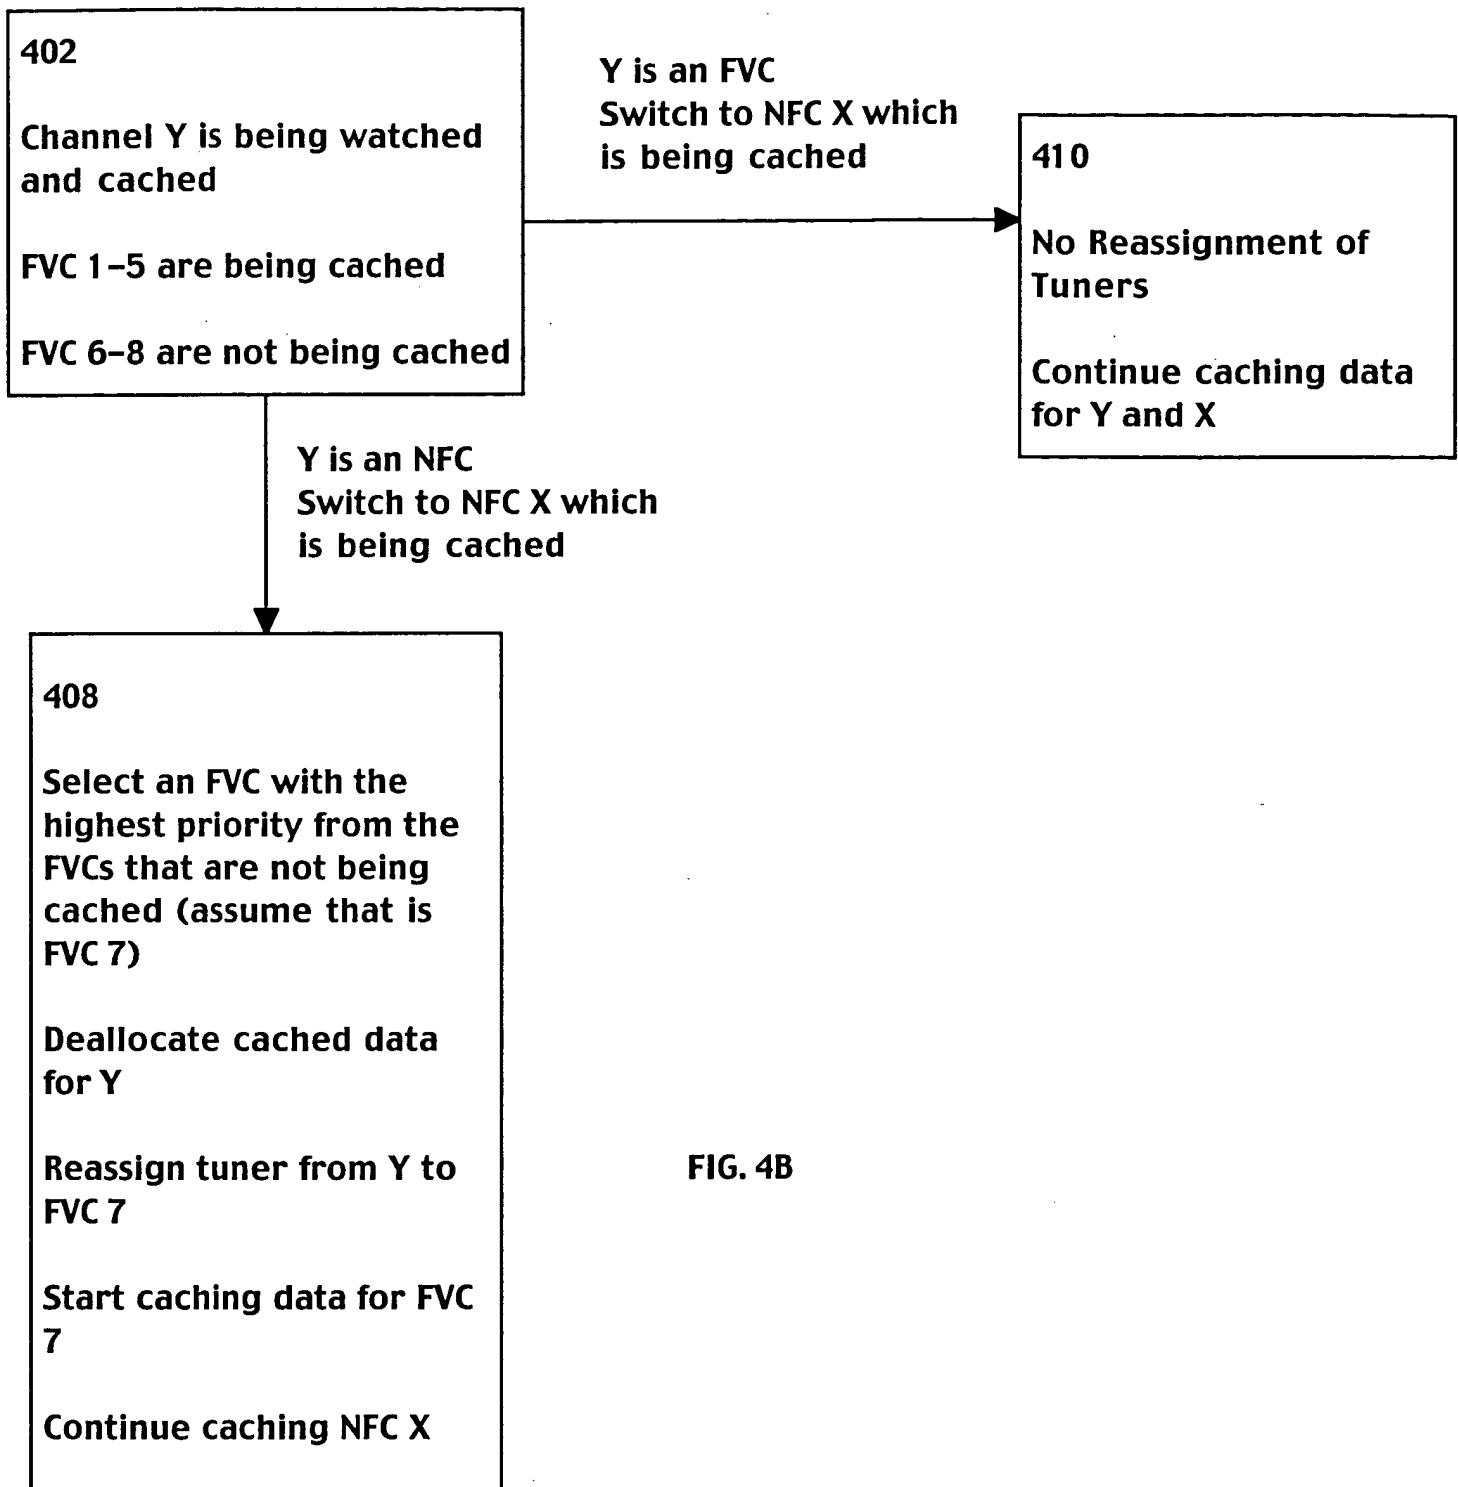 402
Channel Y is being watched
and cached
FVC 1-5 are being cached
FVC 6-8 are not being cached
Y is an FVC
Switch to NFC X which
is being cached
410
No Reassignment of
Tuners
Continue caching data
for Y and X
Y is an NFC
Switch to NFC X which
is being cached
408
Select an FVC with the
highest priority from the
FVCs that are not being
cached (assume that is
FVC 7)
Deallocate cached data
for Y
Reassign tuner from Y to
FVC 7
Start caching data for FVC
7
Continue caching NFC X
FIG. 4B